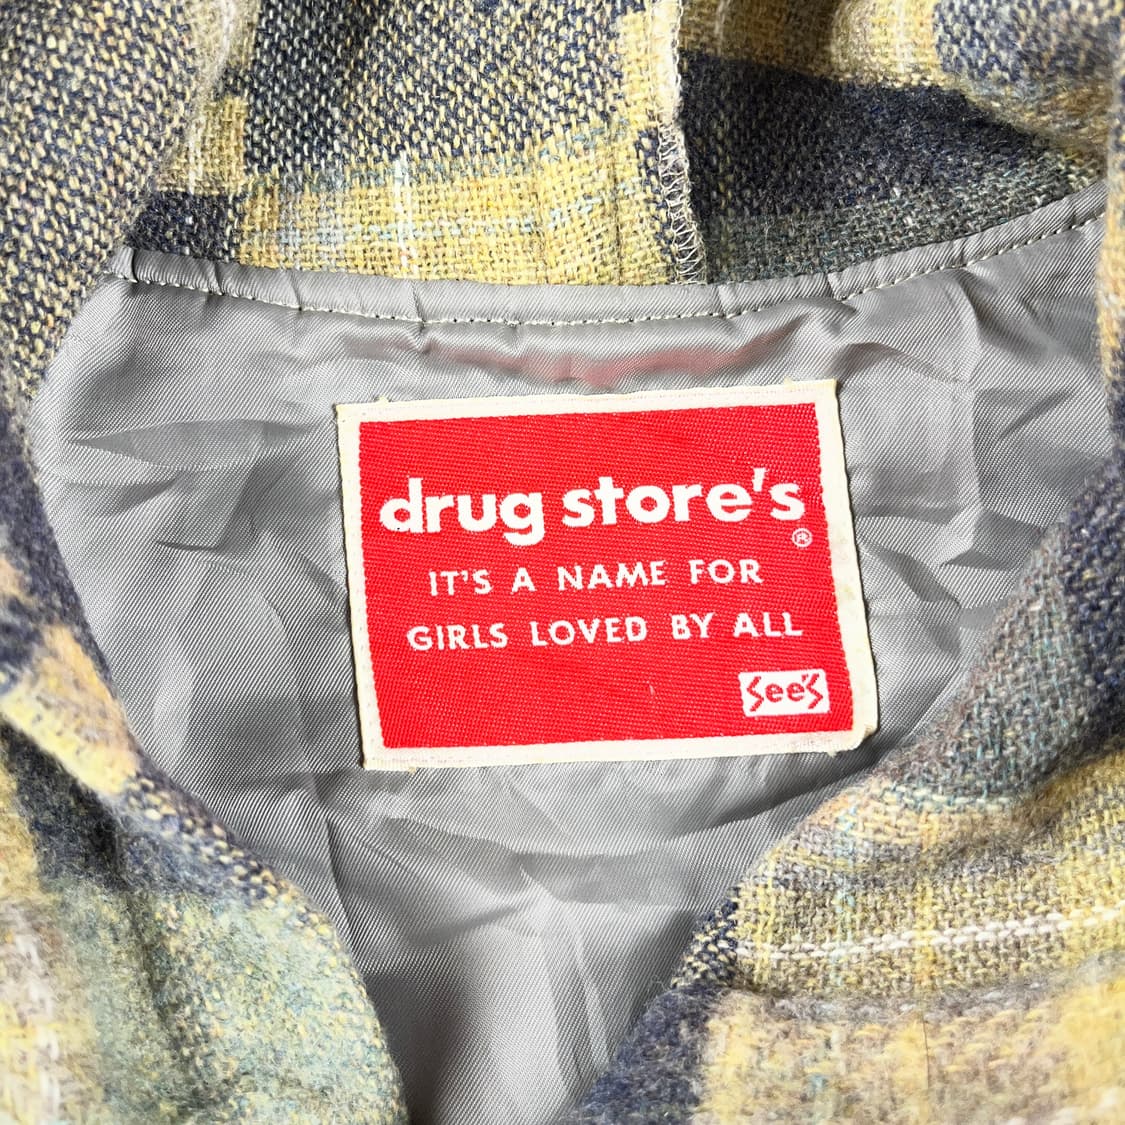 drug store's
®
IT'S A NAME FOR
GIRLS LOVED BY ALL
See'S